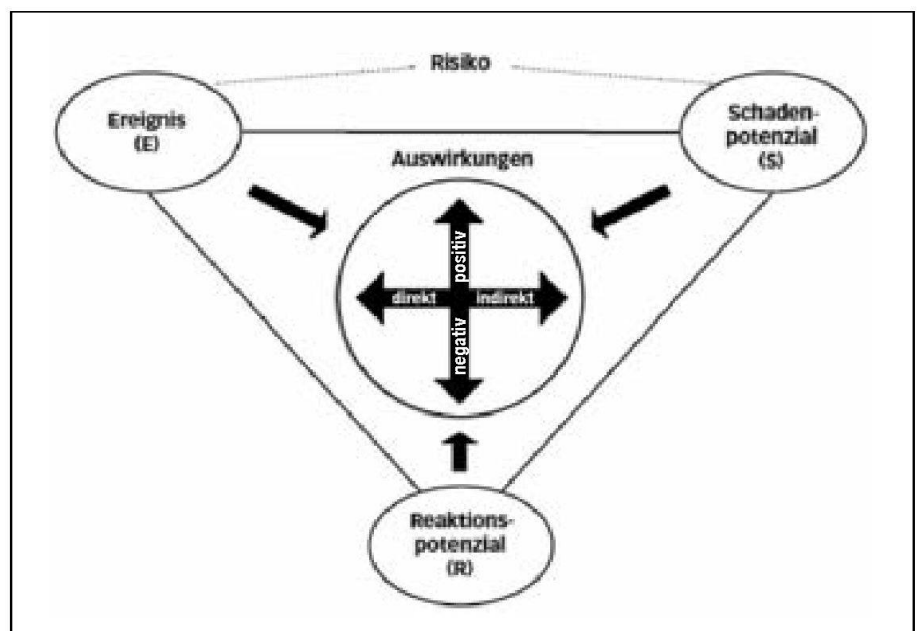 Risiko
Ereignis
(E)
Schaden-
potenzial
(S)
Auswirkungen
positiv
direkt
indirekt
negativ
Reaktions-
potenzial
(R)